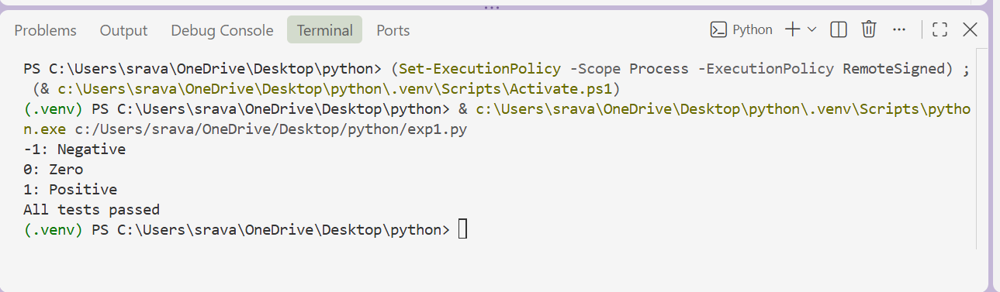 Problems Output Debug Console Terminal Ports Python
PS C:\Users\srava\OneDrive\Desktop\python> (Set-ExecutionPolicy -Scope Process -ExecutionPolicy RemoteSigned) ;
(& c:\Users\srava\OneDrive\Desktop\python\.venv\Scripts\Activate.ps1)
(.venv) PS C:\Users\srava\OneDrive\Desktop\python> & c:\Users\srava\OneDrive\Desktop\python\.venv\Scripts\pytho
n.exe c:/Users/srava/OneDrive/Desktop/python/exp1.py
-1: Negative
0: Zero
1: Positive
All tests passed
(.venv) PS C:\Users\srava\OneDrive\Desktop\python>